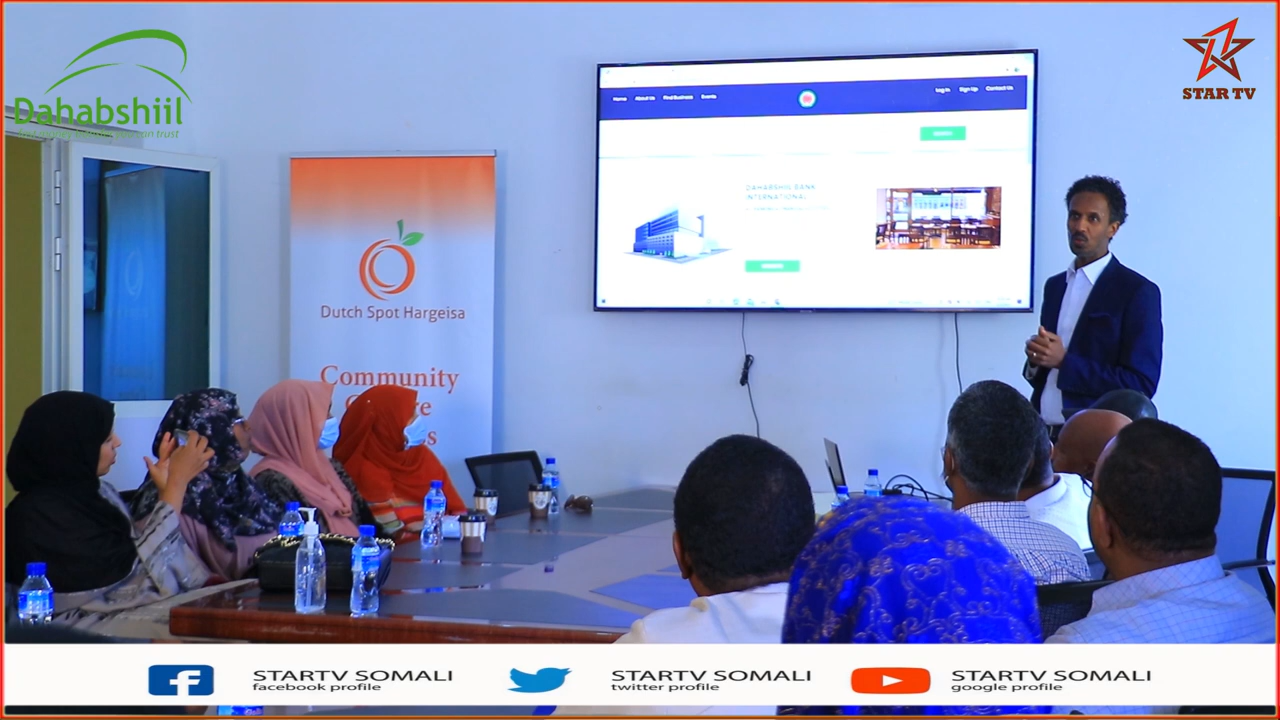 Dahabshiil
STAR TV
Home About Us Find Business Events
Log In Sign Up Contact Us
DAHABSHIIL BANK
INTERNATIONAL
Dutch Spot Hargeisa
Community
STARTV SOMALI
facebook profile
STARTV SOMALI
twitter profile
STARTV SOMALI
google profile